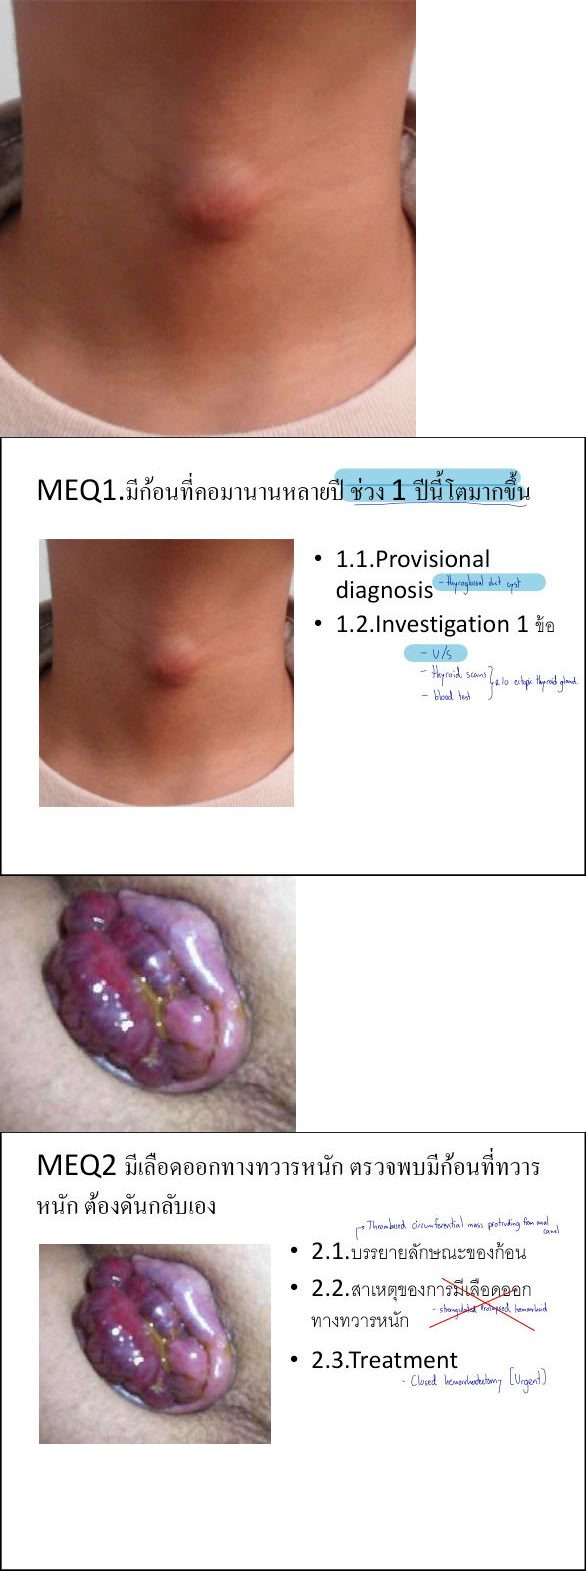 MEQ1.มีก้อนที่คอมานานหลายปี ช่วง 1 ปีนี้โตมากขึ้น
• 1.1.Provisional
diagnosis - thyroglossal duct cyst
• 1.2.Investigation 1 ข้อ
- U/S
- thyroid scans
r/o ectopic thyroid gland
- blood test
MEQ2 มีเลือดออกทางทวารหนัก ตรวจพบมีก้อนที่ทวาร
หนัก ต้องดันกลับเอง
→ Thrombosed circumferential mass protruding from anal
canal
• 2.1.บรรยายลักษณะของก้อน
• 2.2.สาเหตุของการมีเลือดออก
ทางทวารหนัก
- strangulated prolapsed hemorrhoid
• 2.3.Treatment
- Closed hemorrhoidectomy [Urgent]